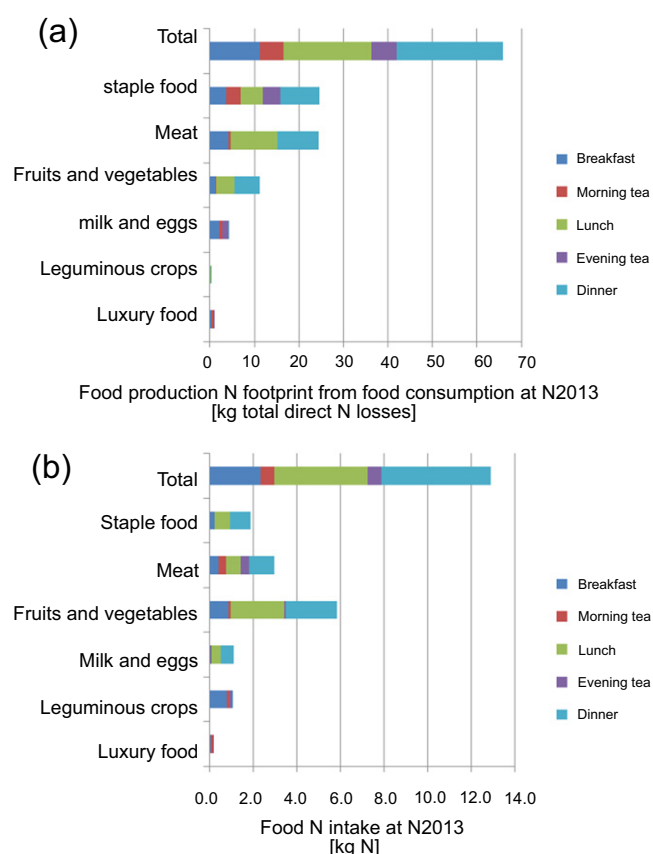 (a)
Total
staple food
Meat
Fruits and vegetables
milk and eggs
Leguminous crops
Luxury food
Breakfast
Morning tea
Lunch
Evening tea
Dinner
0 10 20 30 40 50 60 70
Food production N footprint from food consumption at N2013
[kg total direct N losses]
(b)
Total
Staple food
Meat
Fruits and vegetables
Milk and eggs
Leguminous crops
Luxury food
Breakfast
Morning tea
Lunch
Evening tea
Dinner
0.0 2.0 4.0 6.0 8.0 10.0 12.0 14.0
Food N intake at N2013
[kg N]